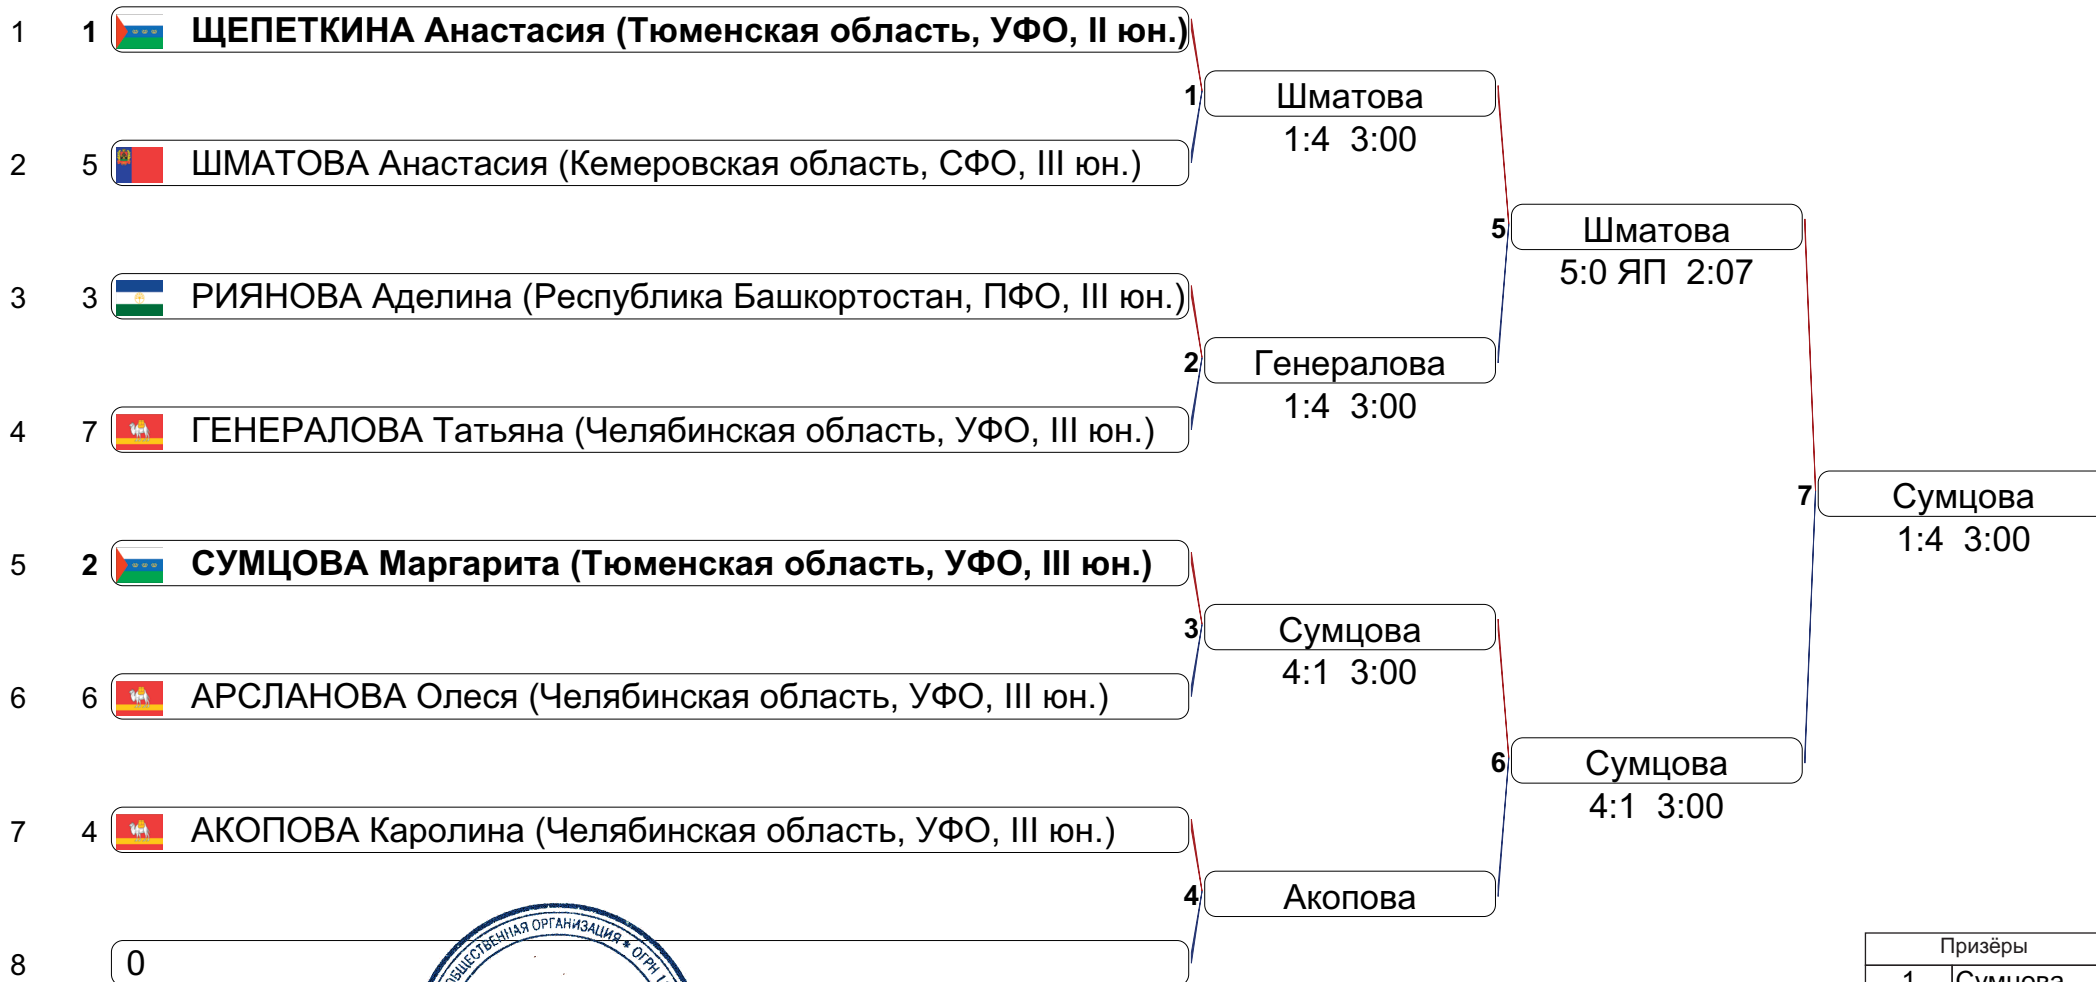 1 1 ЩЕПЕТКИНА Анастасия (Тюменская область, УФО, II юн.)
1 Шматова
1:4 3:00
2 5 ШМАТОВА Анастасия (Кемеровская область, СФО, III юн.)
5 Шматова
5:0 ЯП 2:07
3 3 РИЯНОВА Аделина (Республика Башкортостан, ПФО, III юн.)
2 Генералова
1:4 3:00
4 7 ГЕНЕРАЛОВА Татьяна (Челябинская область, УФО, III юн.)
7 Сумцова
1:4 3:00
5 2 СУМЦОВА Маргарита (Тюменская область, УФО, III юн.)
3 Сумцова
4:1 3:00
6 6 АРСЛАНОВА Олеся (Челябинская область, УФО, III юн.)
6 Сумцова
4:1 3:00
7 4 АКОПОВА Каролина (Челябинская область, УФО, III юн.)
4 Акопова
ОБЩЕСТВЕННАЯ ОРГАНИЗАЦИЯ * ОГРН
8 0
Призёры
1 Сумцова